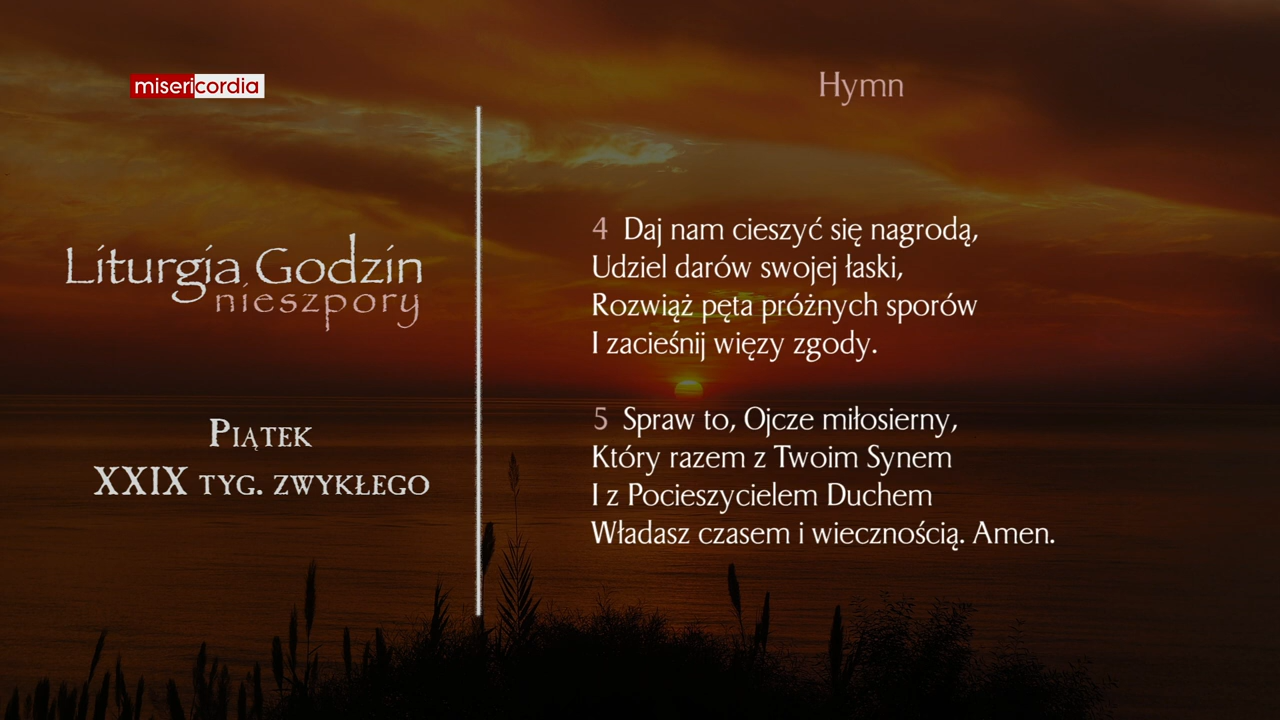 misericordia
Liturgia Godzin
nieszpory
Piątek
XXIX tyg. zwykłego
Hymn
4 Daj nam cieszyć się nagrodą,
Udziel darów swojej łaski,
Rozwiąż pęta próżnych sporów
I zacieśnij więzy zgody.
5 Spraw to, Ojcze miłosierny,
Który razem z Twoim Synem
I z Pocieszycielem Duchem
Władasz czasem i wiecznością. Amen.